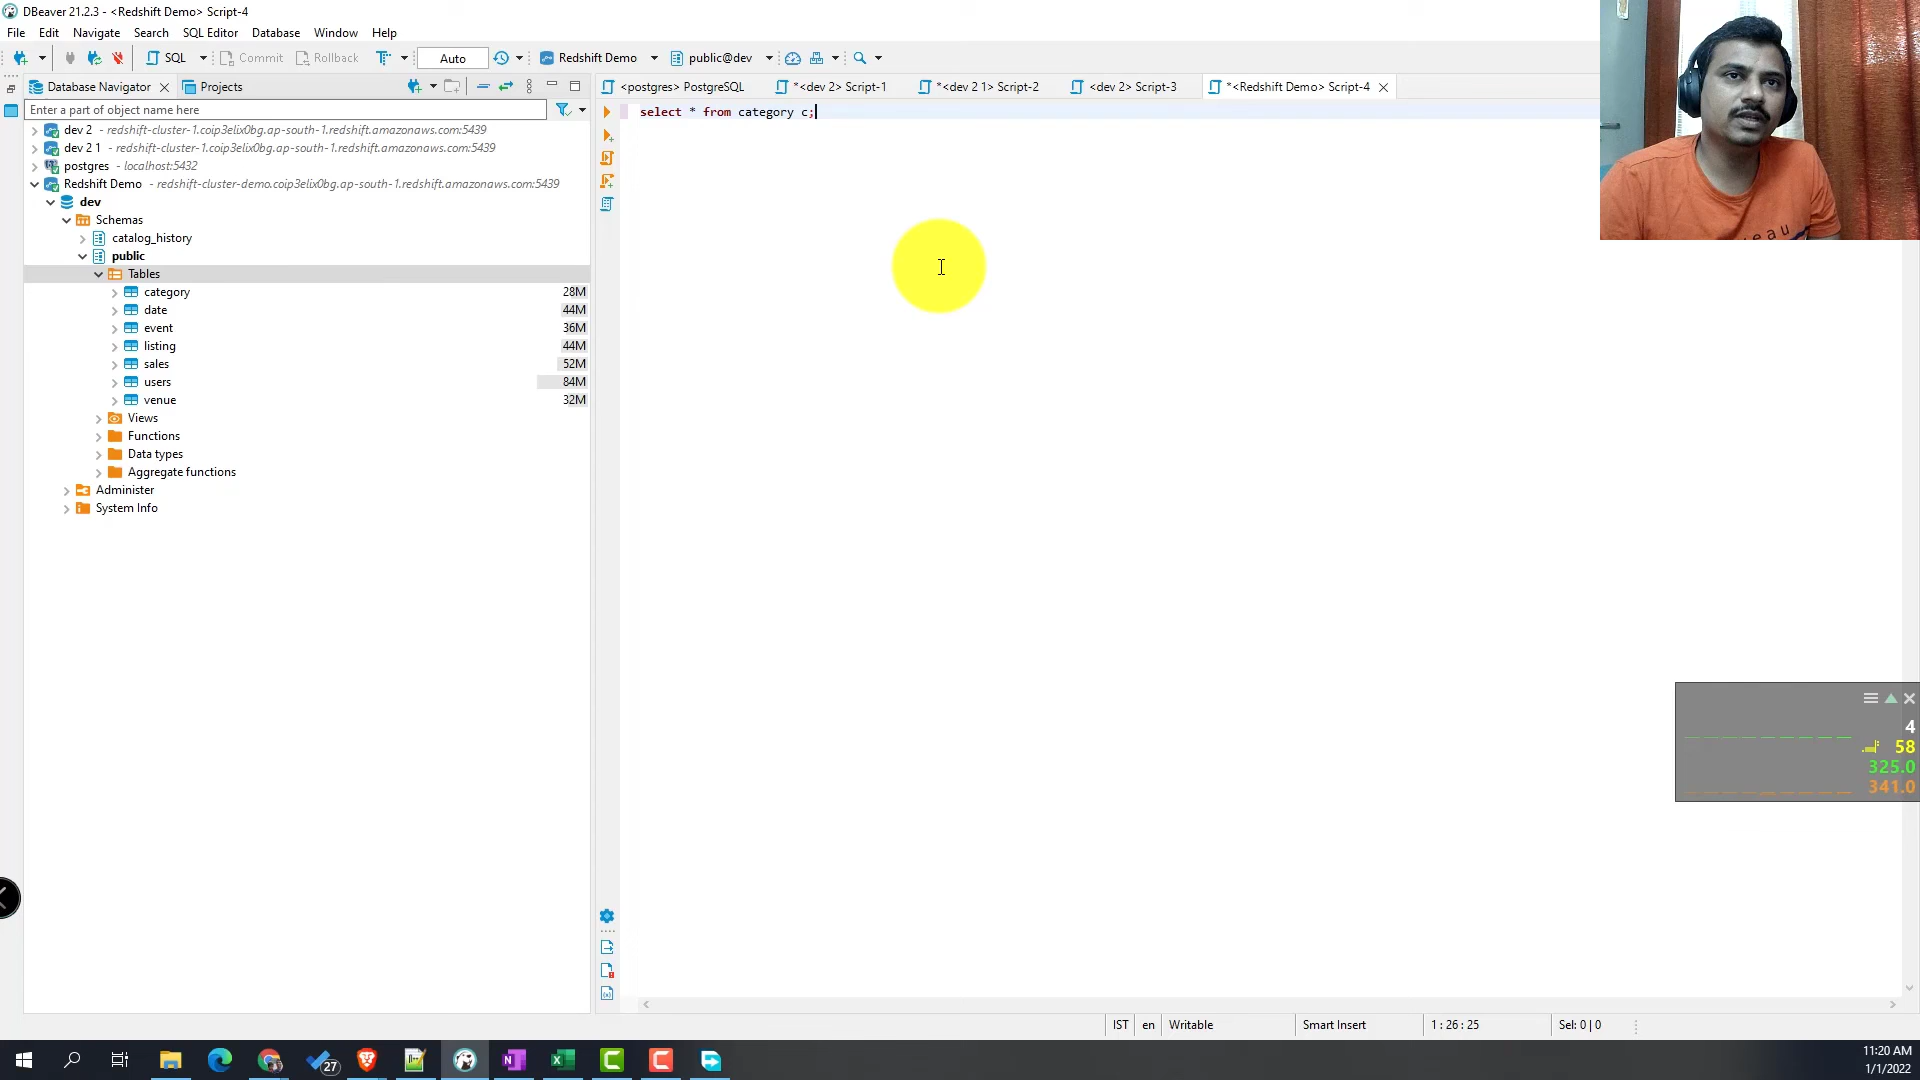 DBeaver 21.2.3 - <Redshift Demo> Script-4
File Edit Navigate Search SQL Editor Database Window Help
SQL Commit Rollback Auto Redshift Demo public@dev
Database Navigator Projects
Enter a part of object name here
dev 2 - redshift-cluster-1.coip3elix0bg.ap-south-1.redshift.amazonaws.com:5439
dev 2 1 - redshift-cluster-1.coip3elix0bg.ap-south-1.redshift.amazonaws.com:5439
postgres - localhost:5432
Redshift Demo - redshift-cluster-demo.coip3elix0bg.ap-south-1.redshift.amazonaws.com:5439
dev
Schemas
catalog_history
public
Tables
category 28M
date 44M
event 36M
listing 44M
sales 52M
users 84M
venue 32M
Views
Functions
Data types
Aggregate functions
Administer
System Info
<postgres> PostgreSQL *<dev 2> Script-1 *<dev 2 1> Script-2 <dev 2> Script-3 *<Redshift Demo> Script-4
select * from category c;
4
58
325.0
341.0
IST en Writable Smart Insert 1 : 26 : 25 Sel: 0 | 0
27
11:20 AM
1/1/2022